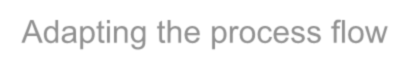 Adapting the process flow